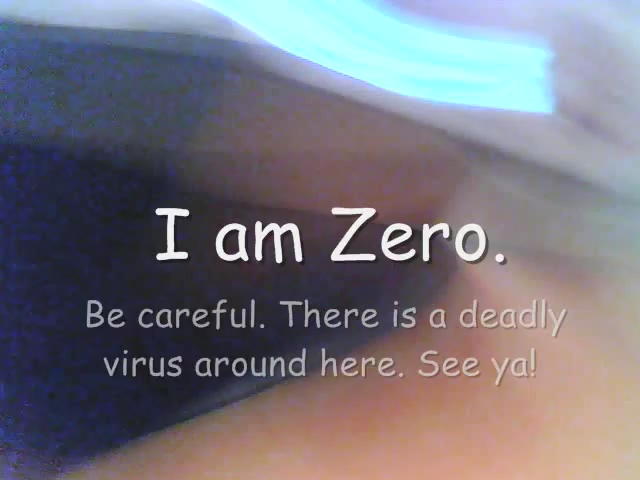 I am Zero.
Be careful. There is a deadly
virus around here. See ya!